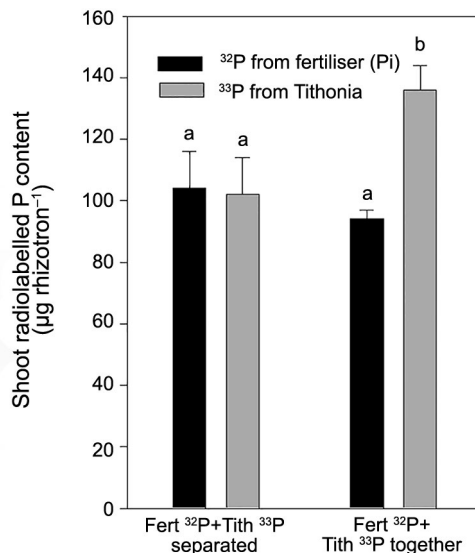 160
140
120
100
80
60
40
20
0
Shoot radiolabelled P content
(µg rhizotron⁻¹)
³²P from fertiliser (Pi)
³³P from Tithonia
a
a
a
b
Fert ³²P+Tith ³³P
separated
Fert ³²P+
Tith ³³P together